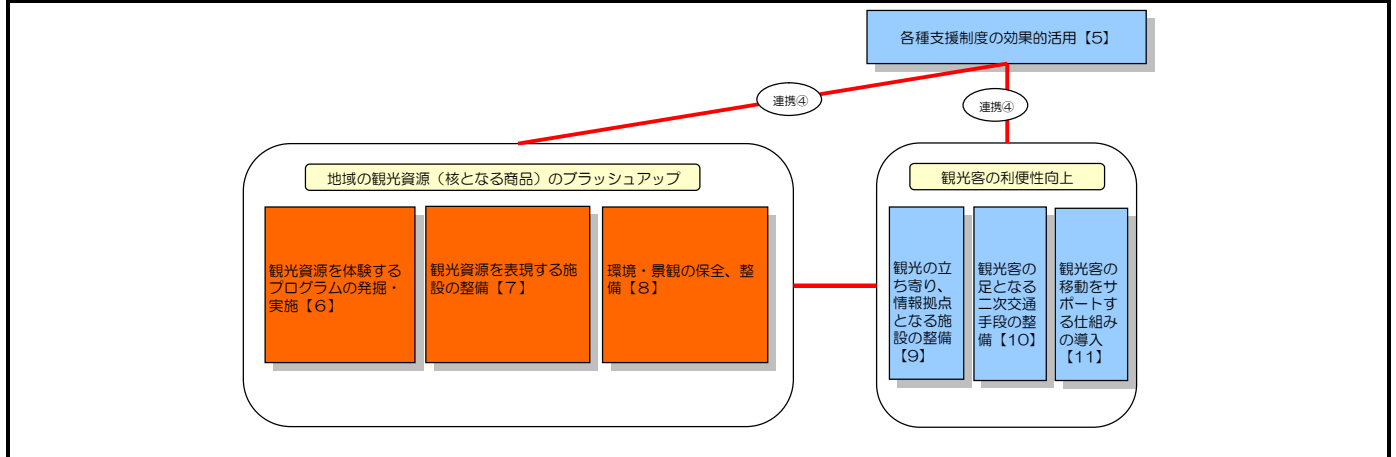 各種支援制度の効果的活用【5】
連携④
連携④
地域の観光資源（核となる商品）のブラッシュアップ
観光客の利便性向上
観光資源を体験する
プログラムの発掘・
実施【6】
観光資源を表現する施
設の整備【7】
環境・景観の保全、整
備【8】
観光の立
ち寄り、
情報拠点
となる施
設の整備
【9】
観光客の
足となる
二次交通
手段の整
備【10】
観光客の
移動をサ
ポートす
る仕組み
の導入
【11】